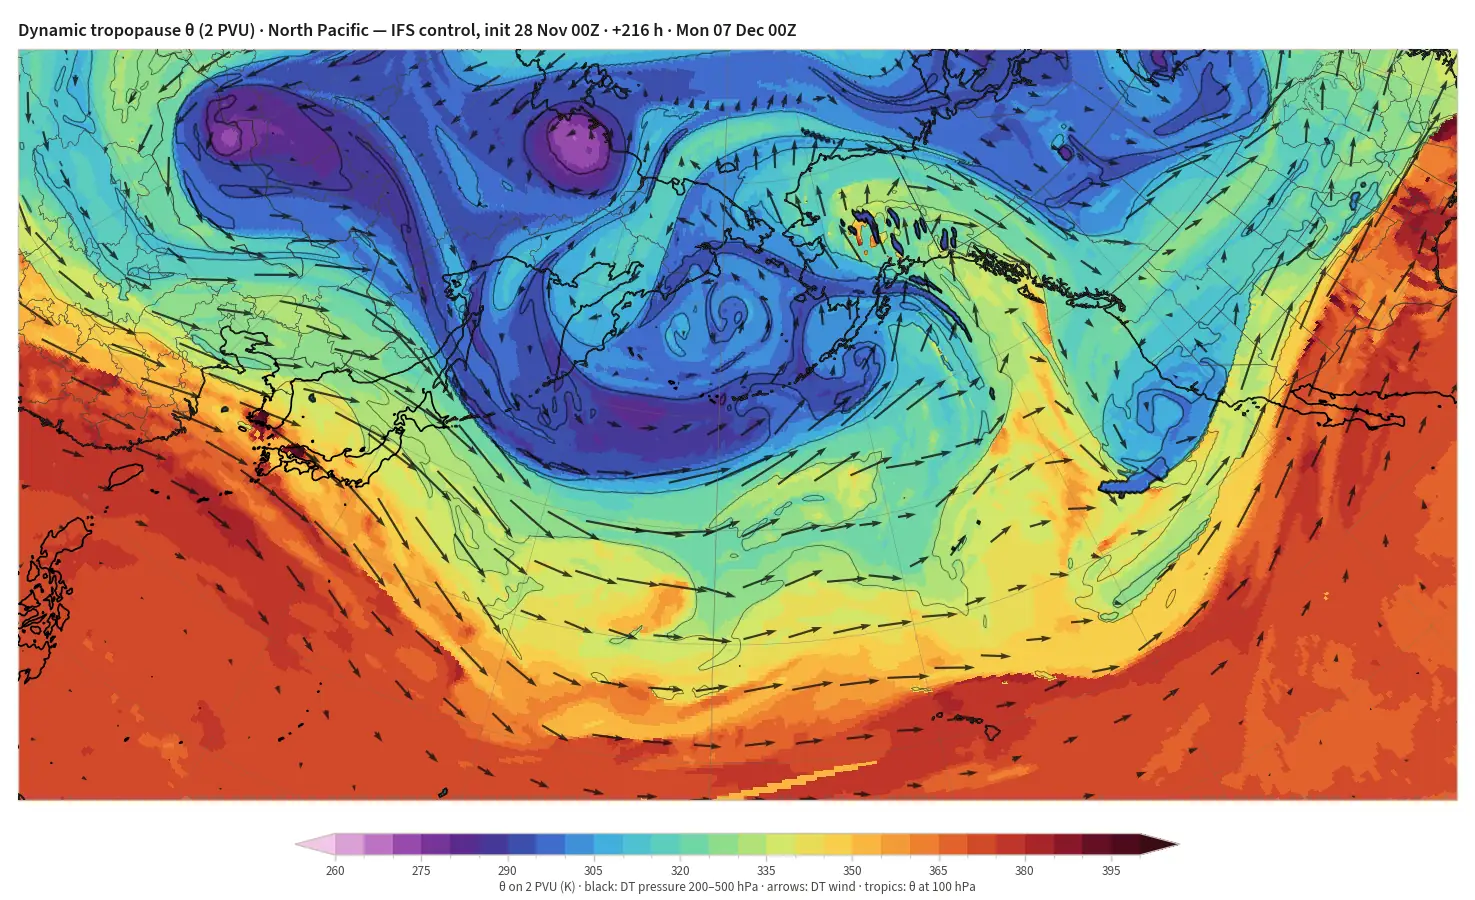 Dynamic tropopause θ (2 PVU) · North Pacific — IFS control, init 28 Nov 00Z · +216 h · Mon 07 Dec 00Z
260 275 290 305 320 335 350 365 380 395
θ on 2 PVU (K) · black: DT pressure 200–500 hPa · arrows: DT wind · tropics: θ at 100 hPa